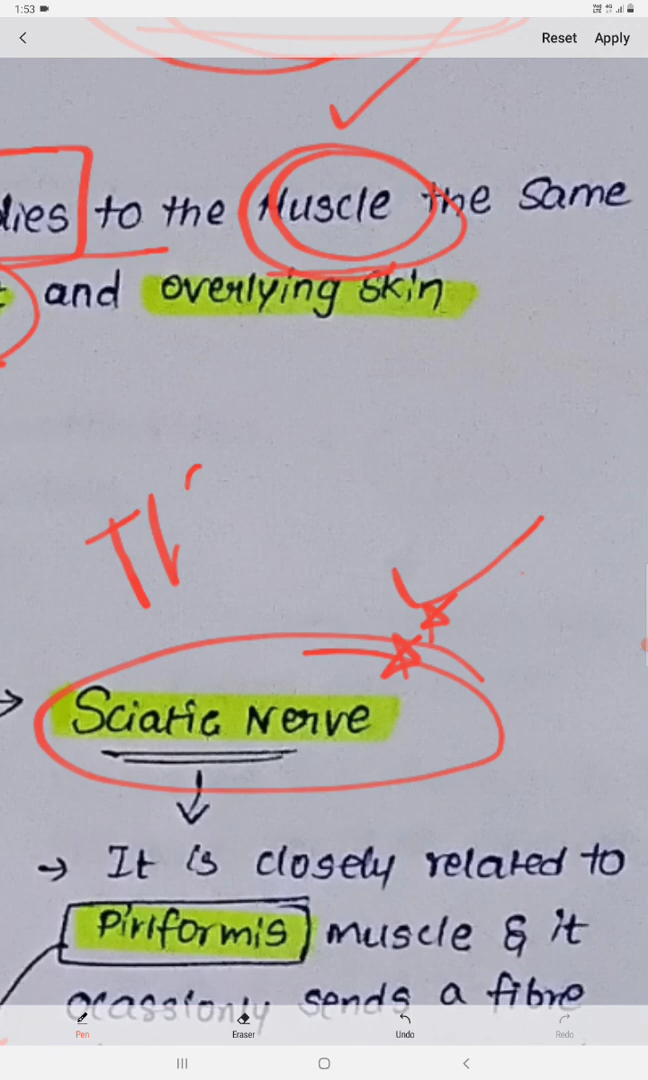 1:53
Reset Apply
lies to the Muscle the same
and overlying skin
Sciatic Nerve
→ It is closely related to
Piriformis muscle & it
ocassionly sends a fibre
Pen Eraser Undo Redo